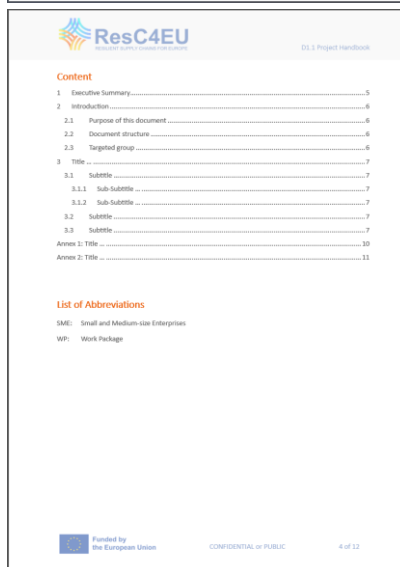 ResC4EU
RESILIENT SUPPLY CHAINS FOR EUROPE
D1.1 Project Handbook
Content
1 Executive Summary.....5
2 Introduction.....6
2.1 Purpose of this document.....6
2.2 Document structure.....6
2.3 Targeted group.....6
3 Title ........7
3.1 Subtitle.....7
3.1.1 Sub-Subtitle ........7
3.1.2 Sub-Subtitle ........7
3.2 Subtitle.....7
3.3 Subtitle.....7
Annex 1: Title ........10
Annex 2: Title ........11
List of Abbreviations
SME: Small and Medium-size Enterprises
WP: Work Package
Funded by
the European Union
CONFIDENTIAL or PUBLIC
4 of 12